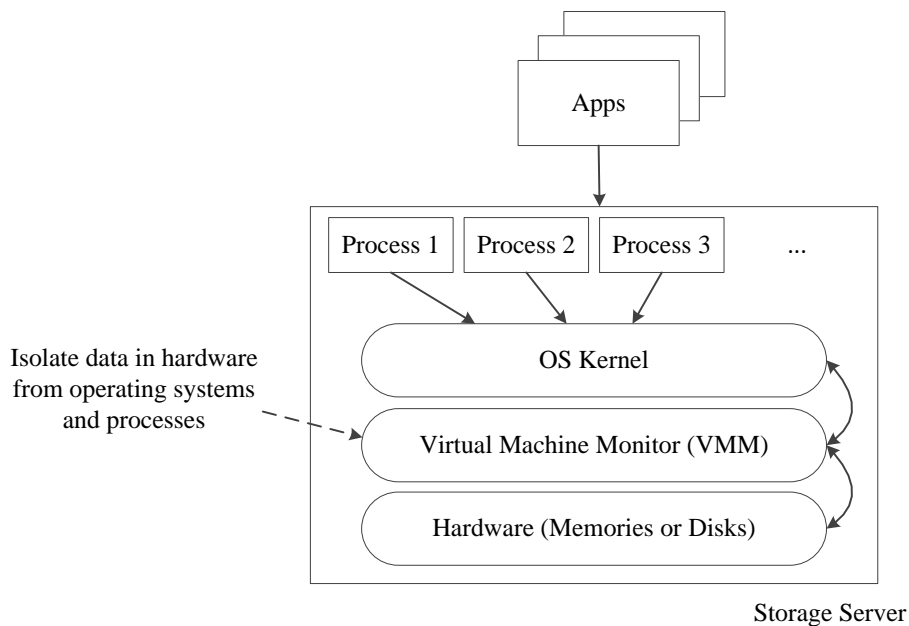 Apps
Process 1
Process 2
Process 3
...
OS Kernel
Isolate data in hardware
from operating systems
and processes
Virtual Machine Monitor (VMM)
Hardware (Memories or Disks)
Storage Server